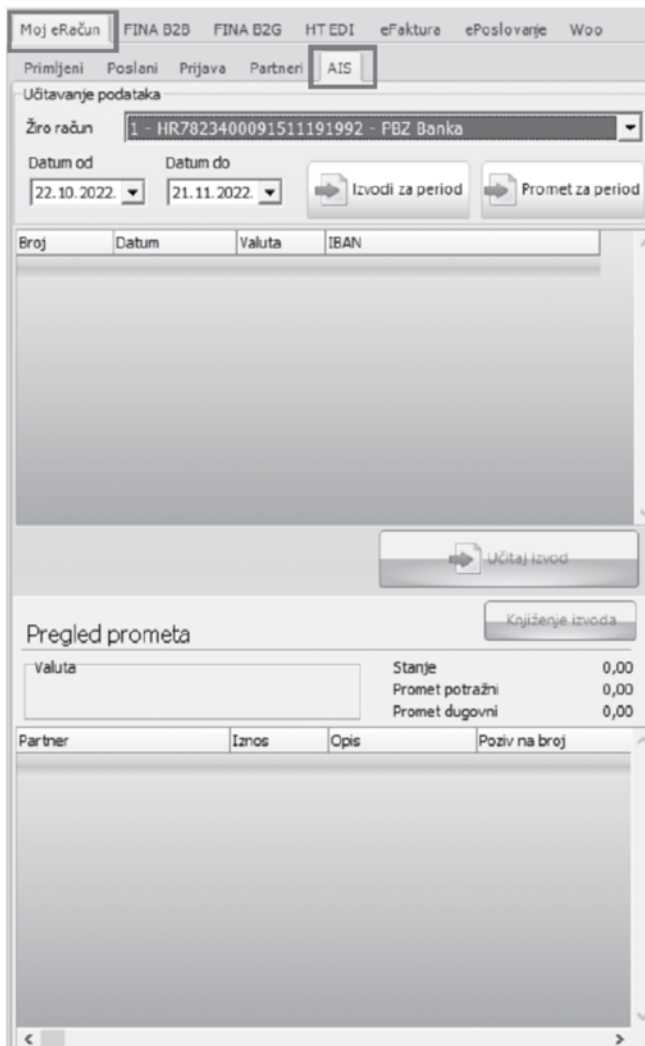 Moj eRačun FINA B2B FINA B2G HT EDI eFaktura ePoslovanje Woo
Primljeni Poslani Prijava Partneri AIS
Učitavanje podataka
Žiro račun 1 - HR7823400091511191992 - PBZ Banka
Datum od Datum do
22.10.2022. 21.11.2022. Izvodi za period Promet za period
Broj Datum Valuta IBAN
Učitaj izvod
Knjiženje izvoda
Pregled prometa
Valuta Stanje 0,00
Promet potražni 0,00
Promet dugovni 0,00
Partner Iznos Opis Poziv na broj